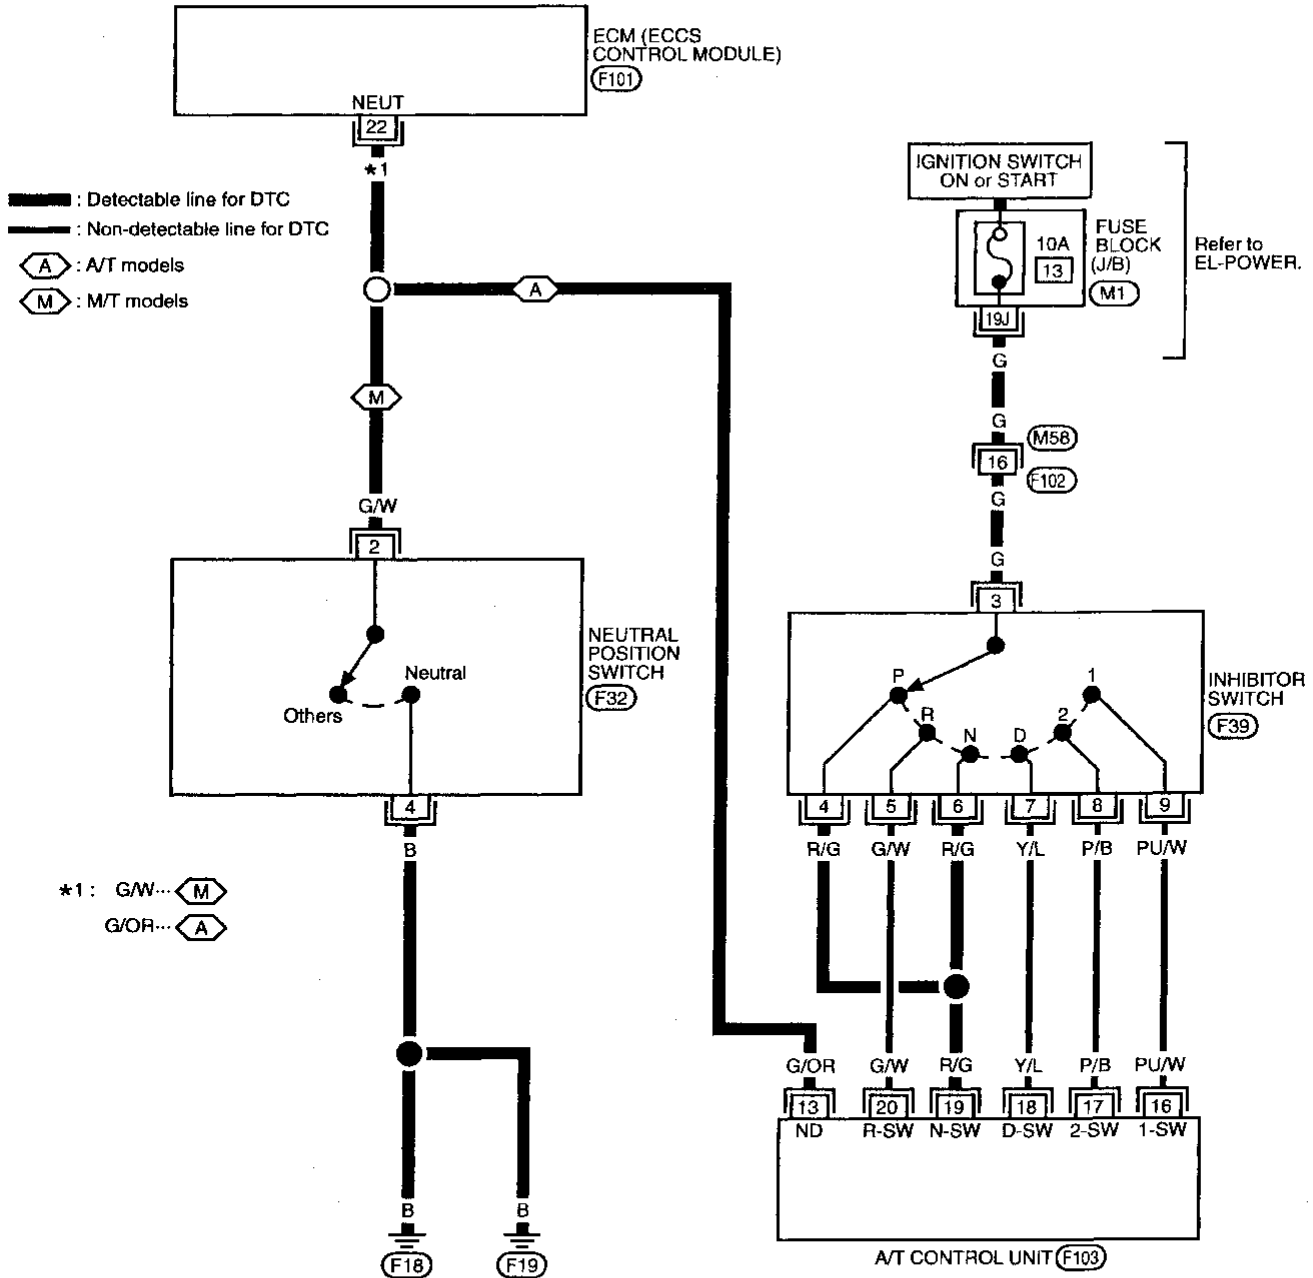 ECM (ECCS
CONTROL MODULE)
F101
NEUT
22
*1
: Detectable line for DTC
: Non-detectable line for DTC
A : A/T models
M : M/T models
A
M
G/W
2
Neutral
Others
NEUTRAL
POSITION
SWITCH
F32
4
B
*1 : G/W··· M
G/OR··· A
B
B
F18
F19
IGNITION SWITCH
ON or START
10A
13
FUSE
BLOCK
(J/B)
M1
Refer to
EL-POWER.
19J
G
G
M58
16
F102
G
G
3
P
R
N
D
2
1
INHIBITOR
SWITCH
F39
4 5 6 7 8 9
R/G G/W R/G Y/L P/B PU/W
G/OR G/W R/G Y/L P/B PU/W
13 20 19 18 17 16
ND R-SW N-SW D-SW 2-SW 1-SW
A/T CONTROL UNIT F103